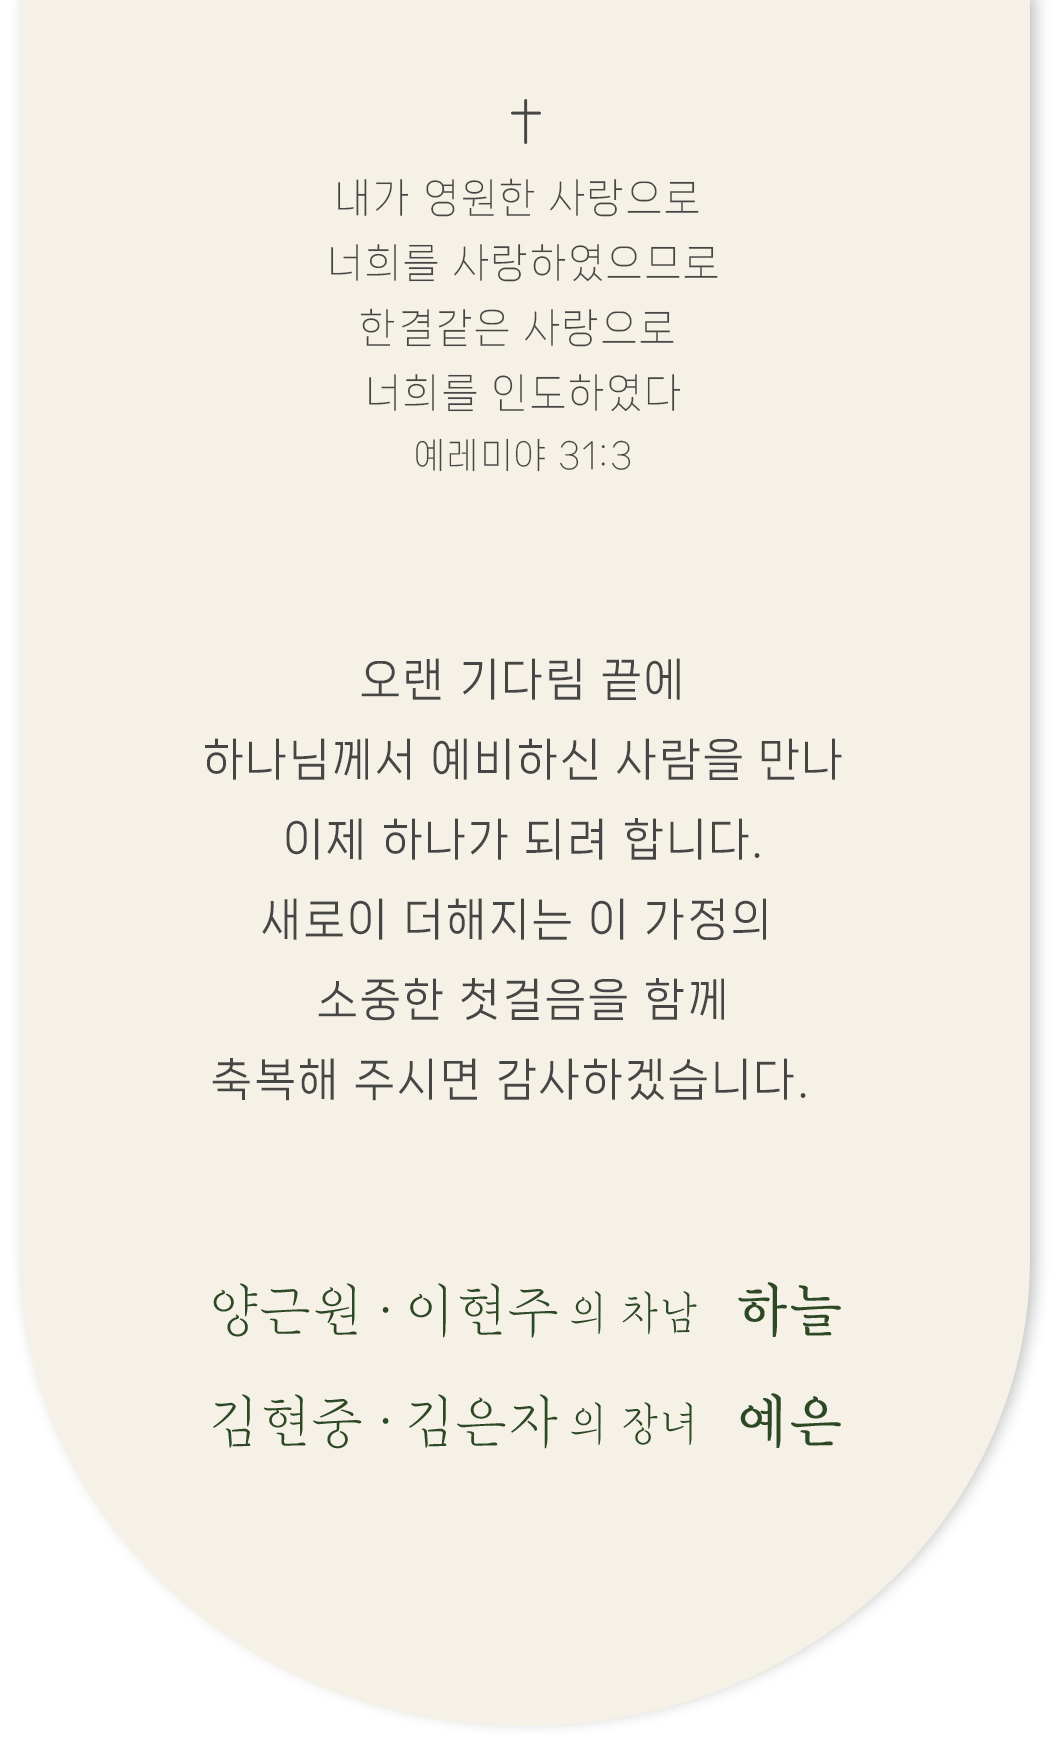 내가 영원한 사랑으로
너희를 사랑하였으므로
한결같은 사랑으로
너희를 인도하였다
예레미야 31:3
오랜 기다림 끝에
하나님께서 예비하신 사람을 만나
이제 하나가 되려 합니다.
새로이 더해지는 이 가정의
소중한 첫걸음을 함께
축복해 주시면 감사하겠습니다.
양근원 · 이현주 의 차남 하늘
김현중 · 김은자 의 장녀 예은